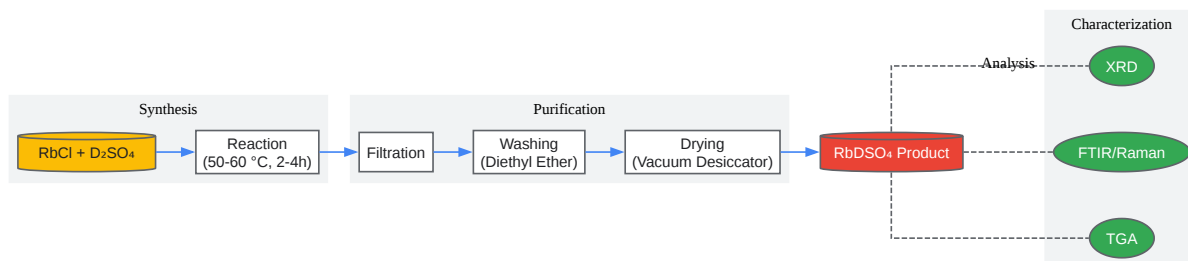 Synthesis
RbCl + D₂SO₄
Reaction
(50-60 °C, 2-4h)
Purification
Filtration
Washing
(Diethyl Ether)
Drying
(Vacuum Desiccator)
RbDSO₄ Product
Analysis
Characterization
XRD
FTIR/Raman
TGA